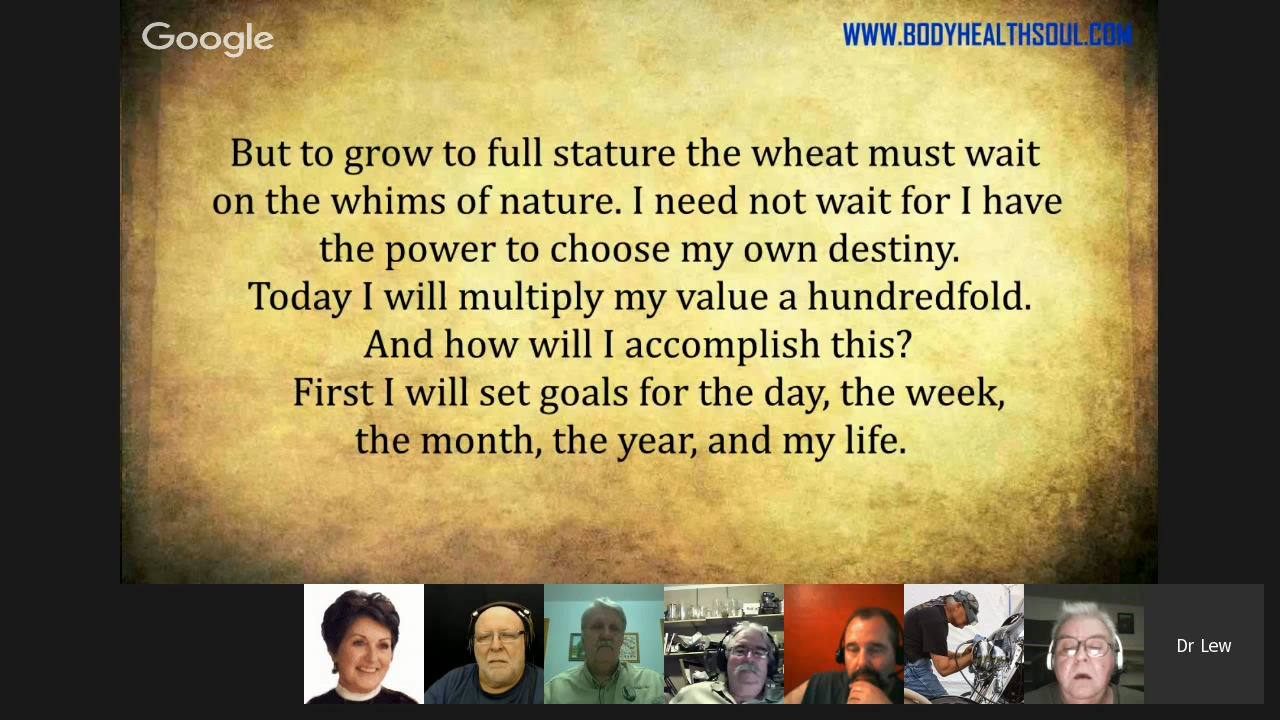 Google
WWW.BODYHEALTHSOUL.COM
But to grow to full stature the wheat must wait
on the whims of nature. I need not wait for I have
the power to choose my own destiny.
Today I will multiply my value a hundredfold.
And how will I accomplish this?
First I will set goals for the day, the week,
the month, the year, and my life.
Dr Lew